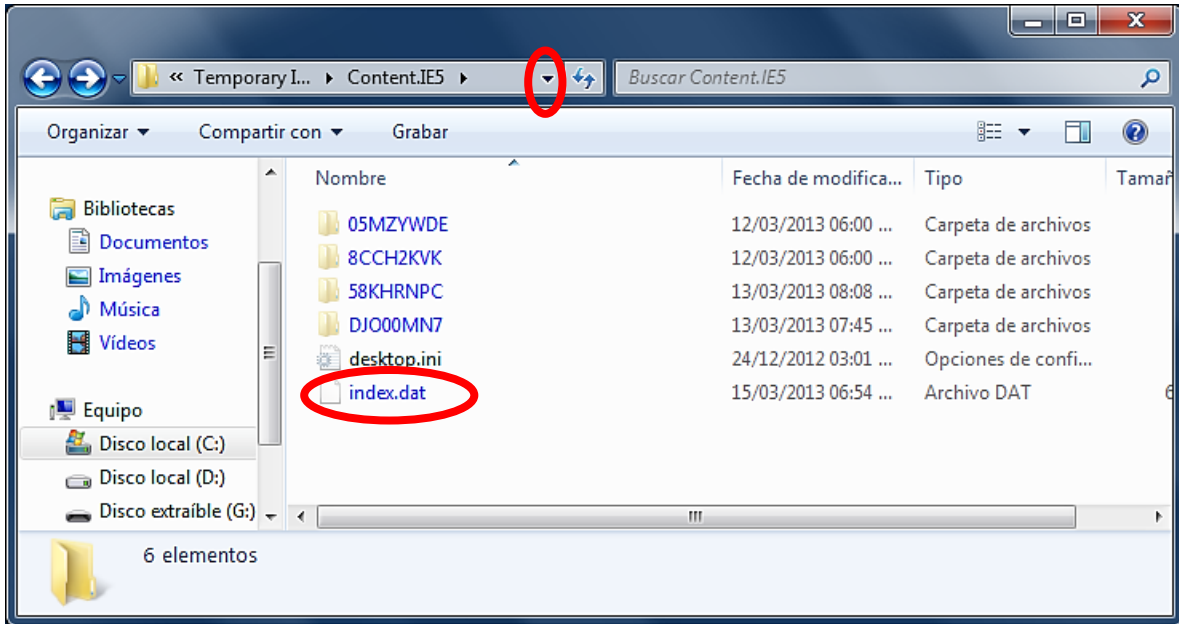 « Temporary I... Content.IE5 Buscar Content.IE5
Organizar Compartir con Grabar
Nombre Fecha de modifica... Tipo Tamañ
Bibliotecas
Documentos
Imágenes
Música
Vídeos
Equipo
Disco local (C:)
Disco local (D:)
Disco extraíble (G:)
05MZYWDE 12/03/2013 06:00 ... Carpeta de archivos
8CCH2KVK 12/03/2013 06:00 ... Carpeta de archivos
58KHRNPC 13/03/2013 08:08 ... Carpeta de archivos
DJO00MN7 13/03/2013 07:45 ... Carpeta de archivos
desktop.ini 24/12/2012 03:01 ... Opciones de confi...
index.dat 15/03/2013 06:54 ... Archivo DAT 6
6 elementos